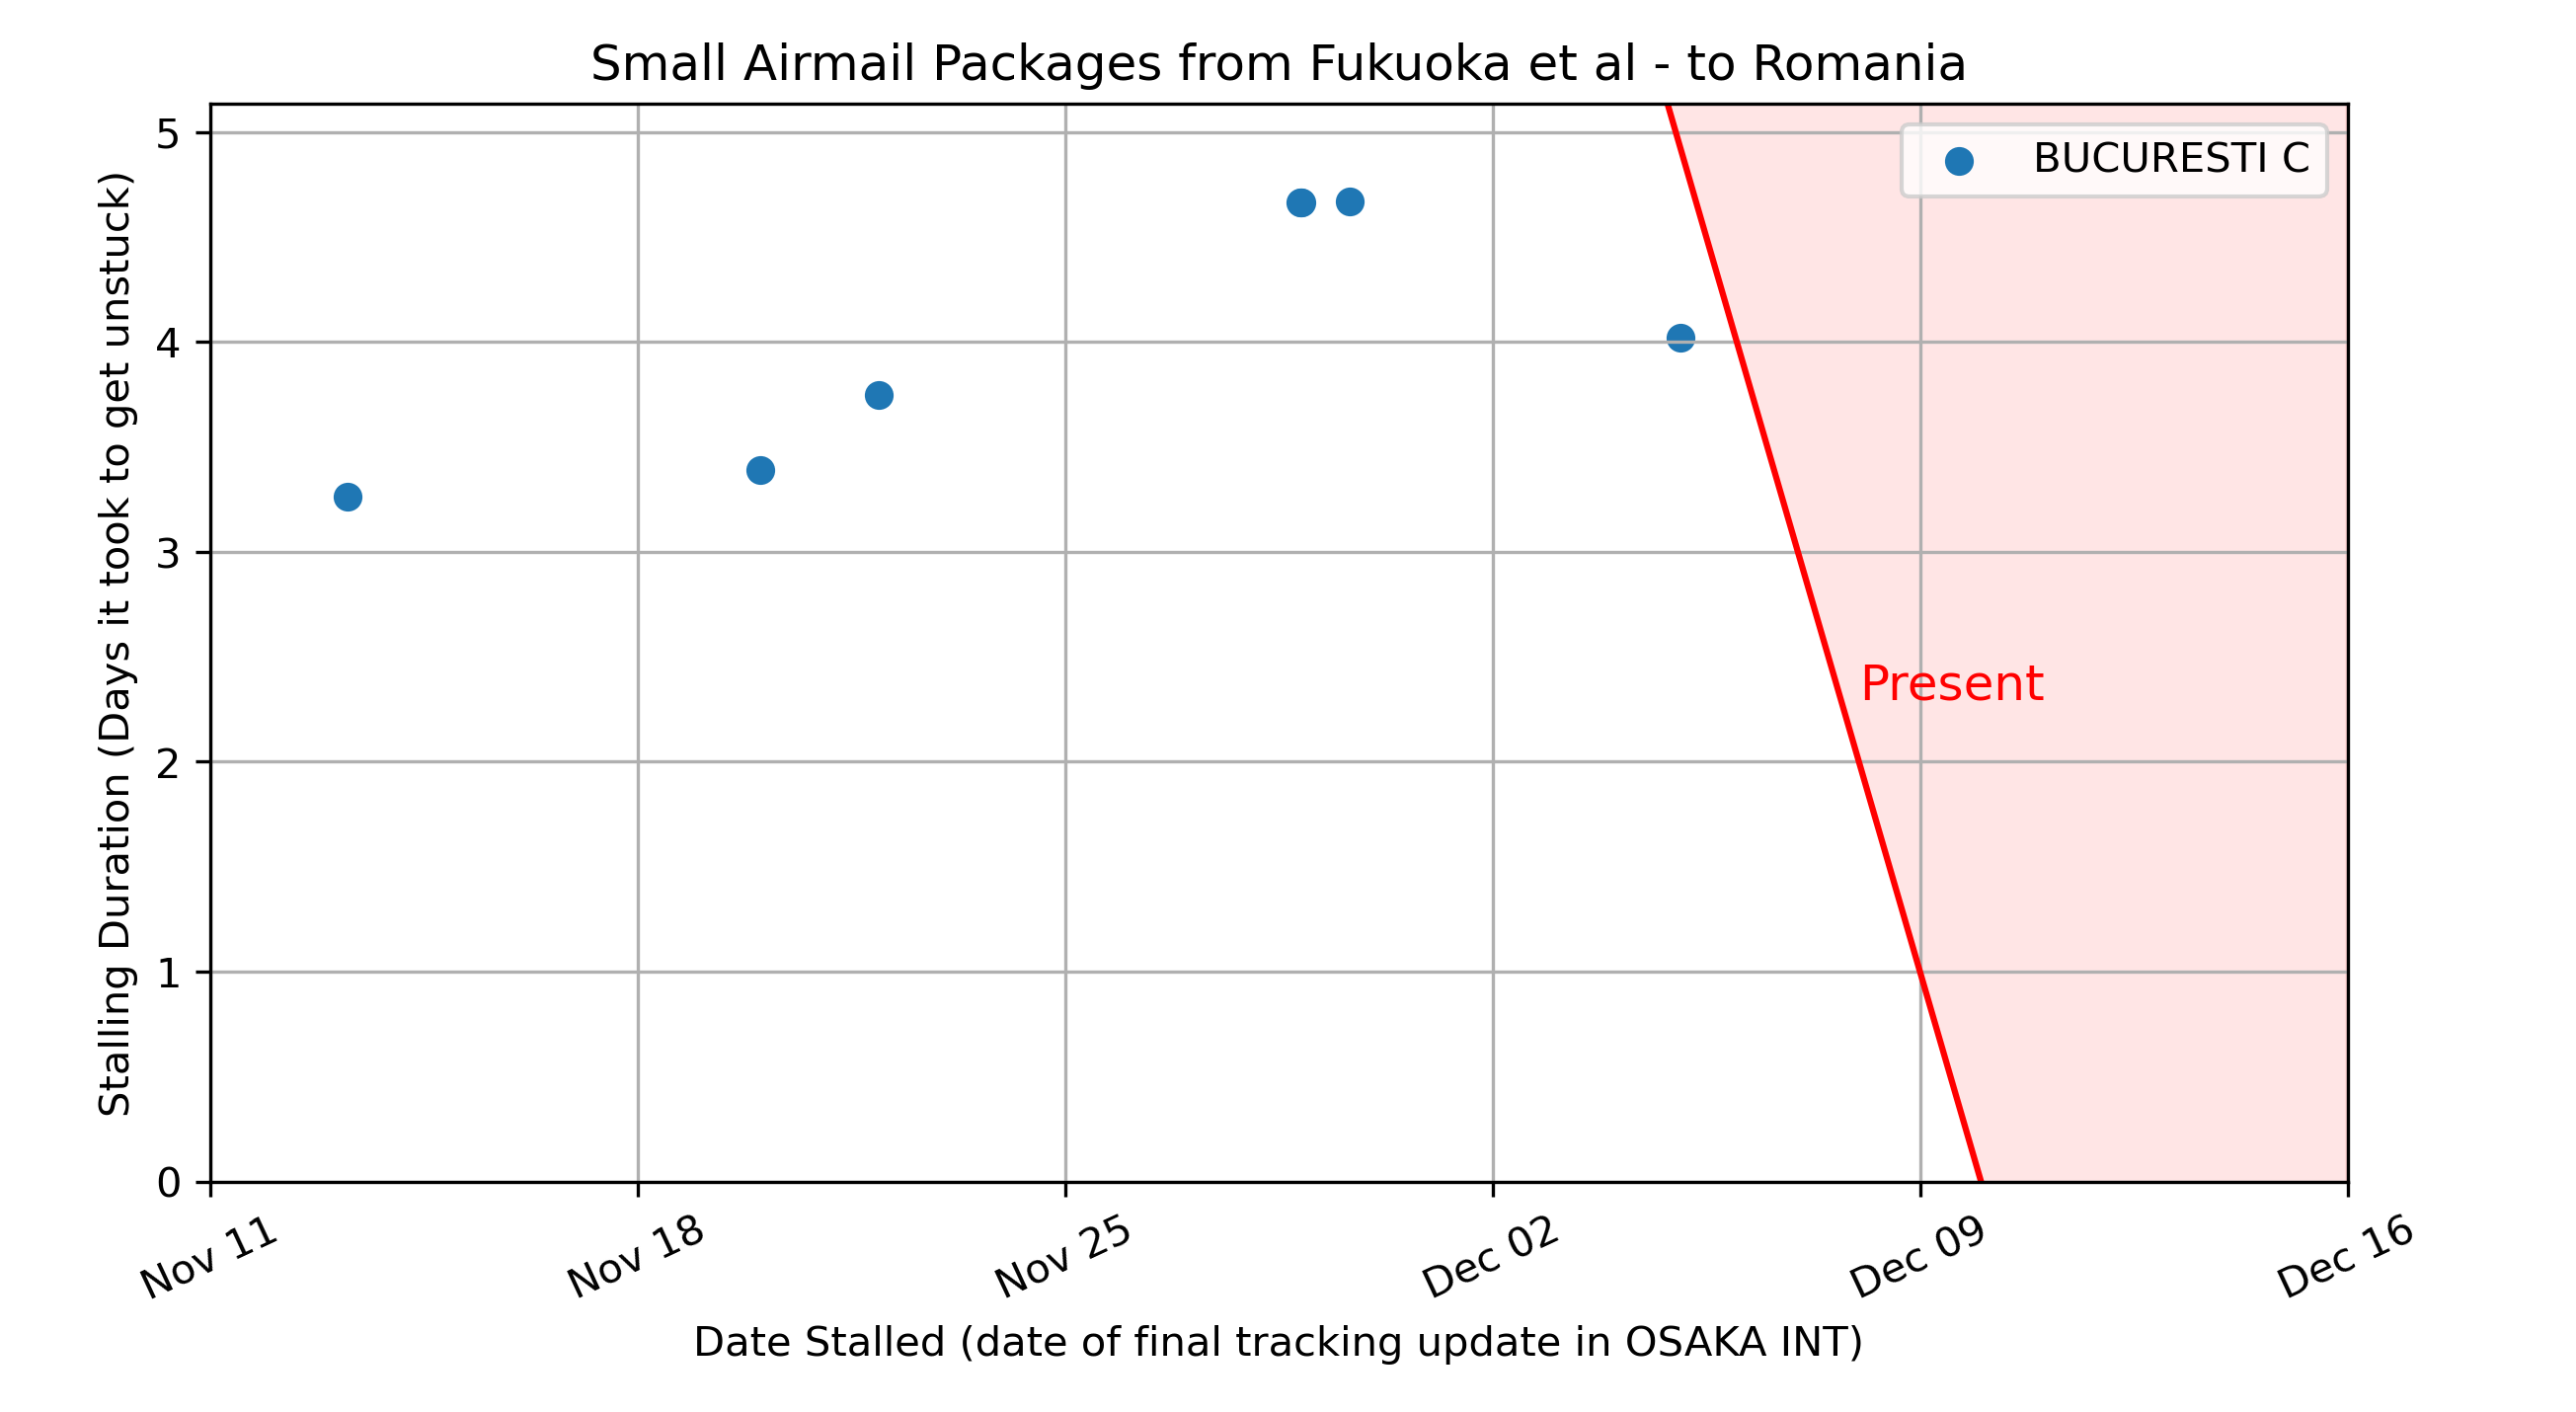 Small Airmail Packages from Fukuoka et al - to Romania
Stalling Duration (Days it took to get unstuck)
5
4
3
2
1
0
BUCURESTI C
Present
Nov 11
Nov 18
Nov 25
Dec 02
Dec 09
Dec 16
Date Stalled (date of final tracking update in OSAKA INT)